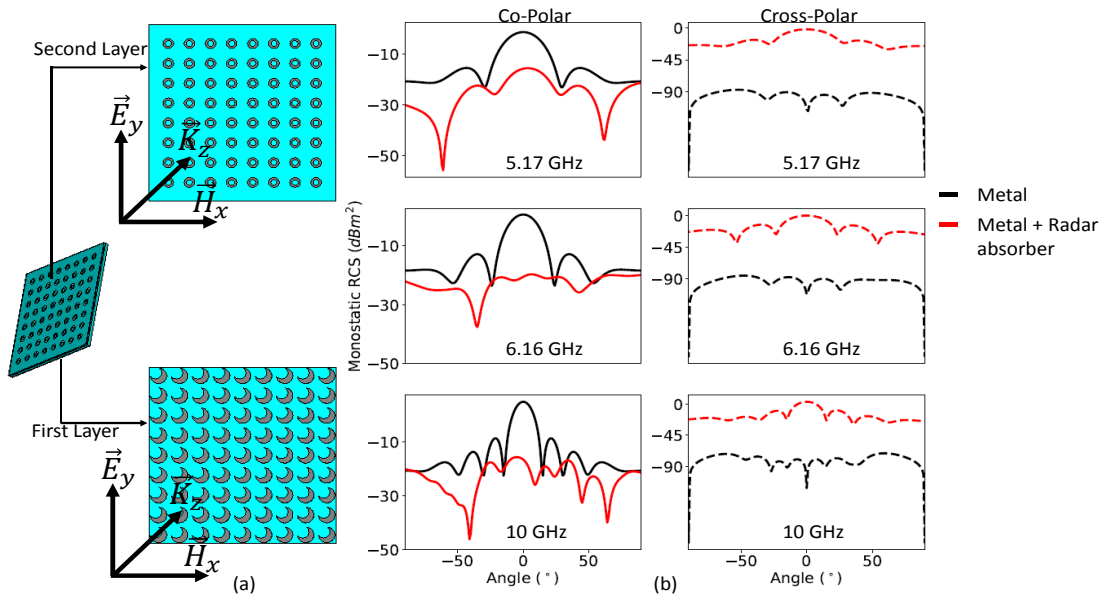 Second Layer
E⃗y
K⃗z
H⃗x
First Layer
E⃗y
K⃗z
H⃗x
(a)
Co-Polar
Cross-Polar
Monostatic RCS (dBm²)
−10
−30
−50
5.17 GHz
0
−45
−90
5.17 GHz
−10
−30
−50
6.16 GHz
0
−45
−90
6.16 GHz
−10
−30
−50
10 GHz
−50
0
50
Angle (°)
0
−45
−90
10 GHz
−50
0
50
Angle (°)
(b)
Metal
Metal + Radar
absorber